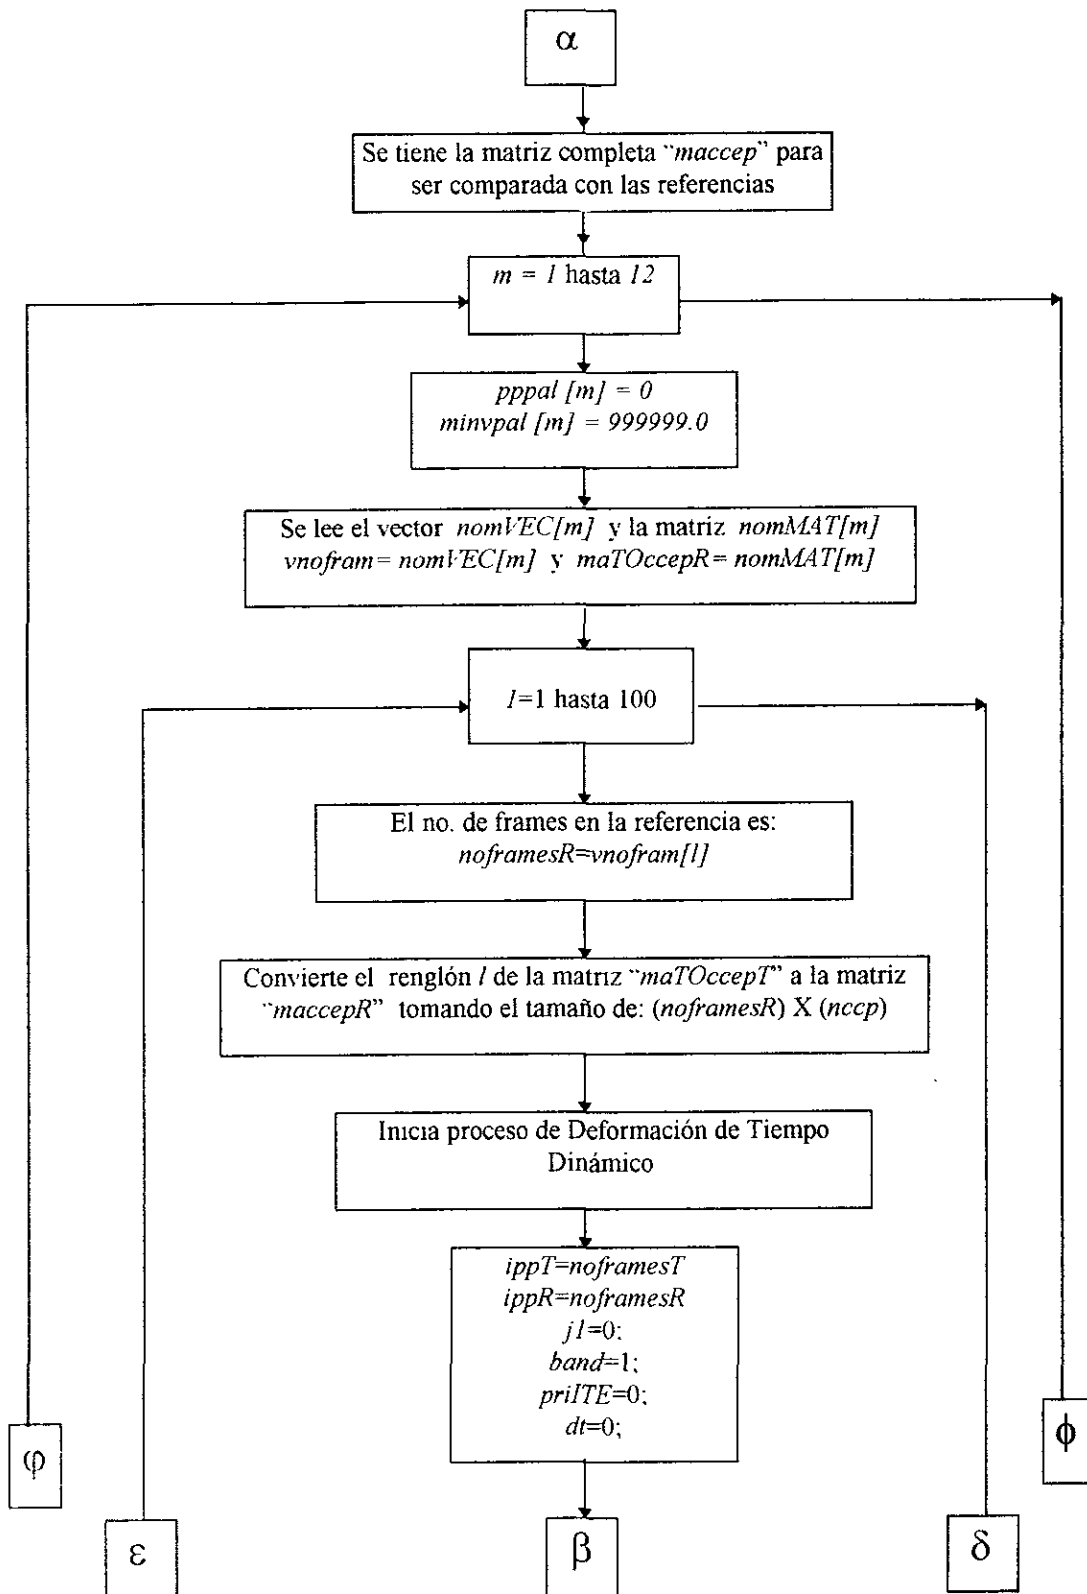 α
Se tiene la matriz completa "maccep" para
ser comparada con las referencias
m = 1 hasta 12
pppal [m] = 0
minvpal [m] = 999999.0
Se lee el vector nomVEC[m] y la matriz nomMAT[m]
vnofram= nomVEC[m] y maTOccepR= nomMAT[m]
l=1 hasta 100
El no. de frames en la referencia es:
noframesR=vnofram[l]
Convierte el renglón l de la matriz "maTOccepT" a la matriz
"maccepR" tomando el tamaño de: (noframesR) X (nccp)
Inicia proceso de Deformación de Tiempo
Dinámico
ippT=noframesT
ippR=noframesR
j1=0;
band=1;
priITE=0;
dt=0;
φ
ϕ
ε
β
δ